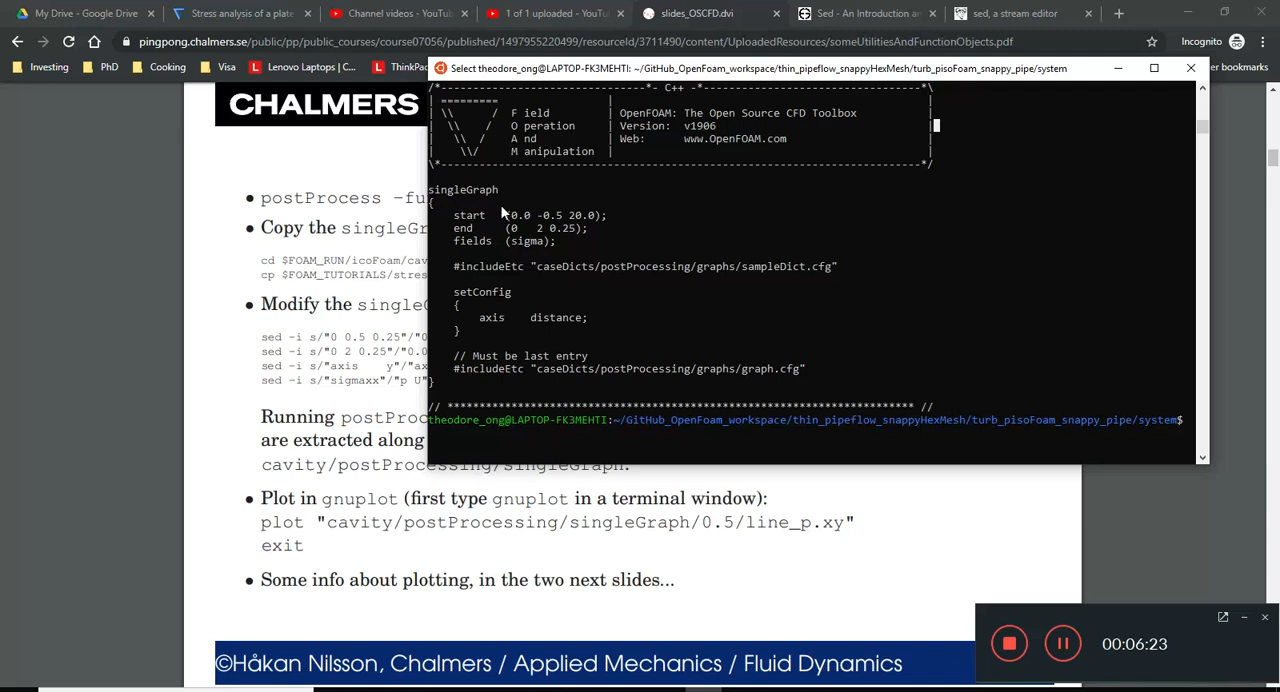 My Drive - Google Drive
Stress analysis of a plate
Channel videos - YouTu
1 of 1 uploaded - YouTu
slides_OSCFD.dvi
Sed - An Introduction an
sed, a stream editor
pingpong.chalmers.se/public/pp/public_courses/course07056/published/1497955220499/resourceId/3711490/content/UploadedResources/someUtilitiesAndFunctionObjects.pdf
Incognito
Investing
PhD
Cooking
Visa
Lenovo Laptops | C...
ThinkPa
er bookmarks
Select theodore_ong@LAPTOP-FK3MEHTI: ~/GitHub_OpenFoam_workspace/thin_pipeflow_snappyHexMesh/turb_pisoFoam_snappy_pipe/system
/*--------------------------------*- C++ -*----------------------------------*\
| =========                 |                                                 |
| \\      /  F ield         | OpenFOAM: The Open Source CFD Toolbox           |
|  \\    /   O peration     | Version:  v1906                                 |
|   \\  /    A nd           | Web:      www.OpenFOAM.com                      |
|    \\/     M anipulation  |                                                 |
\*---------------------------------------------------------------------------*/
singleGraph
{
    start   (0.0 -0.5 20.0);
    end     (0   2 0.25);
    fields  (sigma);
    #includeEtc "caseDicts/postProcessing/graphs/sampleDict.cfg"
    setConfig
    {
        axis    distance;
    }
    // Must be last entry
    #includeEtc "caseDicts/postProcessing/graphs/graph.cfg"
}
// ************************************************************************* //
theodore_ong@LAPTOP-FK3MEHTI:~/GitHub_OpenFoam_workspace/thin_pipeflow_snappyHexMesh/turb_pisoFoam_snappy_pipe/system$
CHALMERS
• postProcess -fu
• Copy the singleGr
cd $FOAM_RUN/icoFoam/cav
cp $FOAM_TUTORIALS/stres
• Modify the singl
sed -i s/"0 0.5 0.25"/"0
sed -i s/"0 2 0.25"/"0.0
sed -i s/"axis    y"/"ax
sed -i s/"sigmaxx"/"p U"
Running postProc
are extracted along
cavity/postProcessing/singleGraph.
• Plot in gnuplot (first type gnuplot in a terminal window):
plot "cavity/postProcessing/singleGraph/0.5/line_p.xy"
exit
• Some info about plotting, in the two next slides...
©Håkan Nilsson, Chalmers / Applied Mechanics / Fluid Dynamics
00:06:23